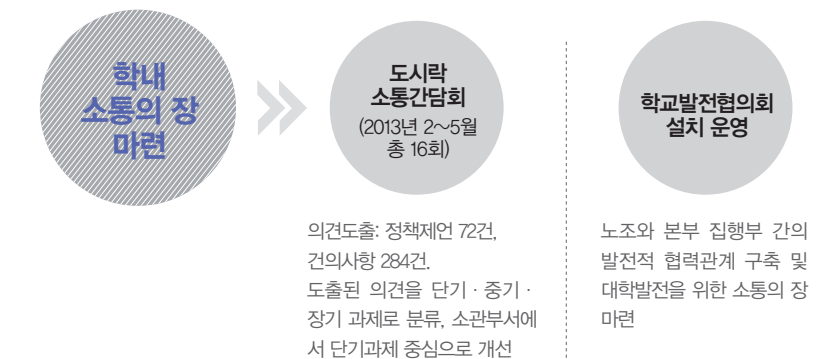 학내
소통의 장
마련
도시락
소통간담회
(2013년 2~5월
총 16회)
의견도출: 정책제언 72건,
건의사항 284건.
도출된 의견을 단기 · 중기 ·
장기 과제로 분류, 소관부서에
서 단기과제 중심으로 개선
학교발전협의회
설치 운영
노조와 본부 집행부 간의
발전적 협력관계 구축 및
대학발전을 위한 소통의 장
마련